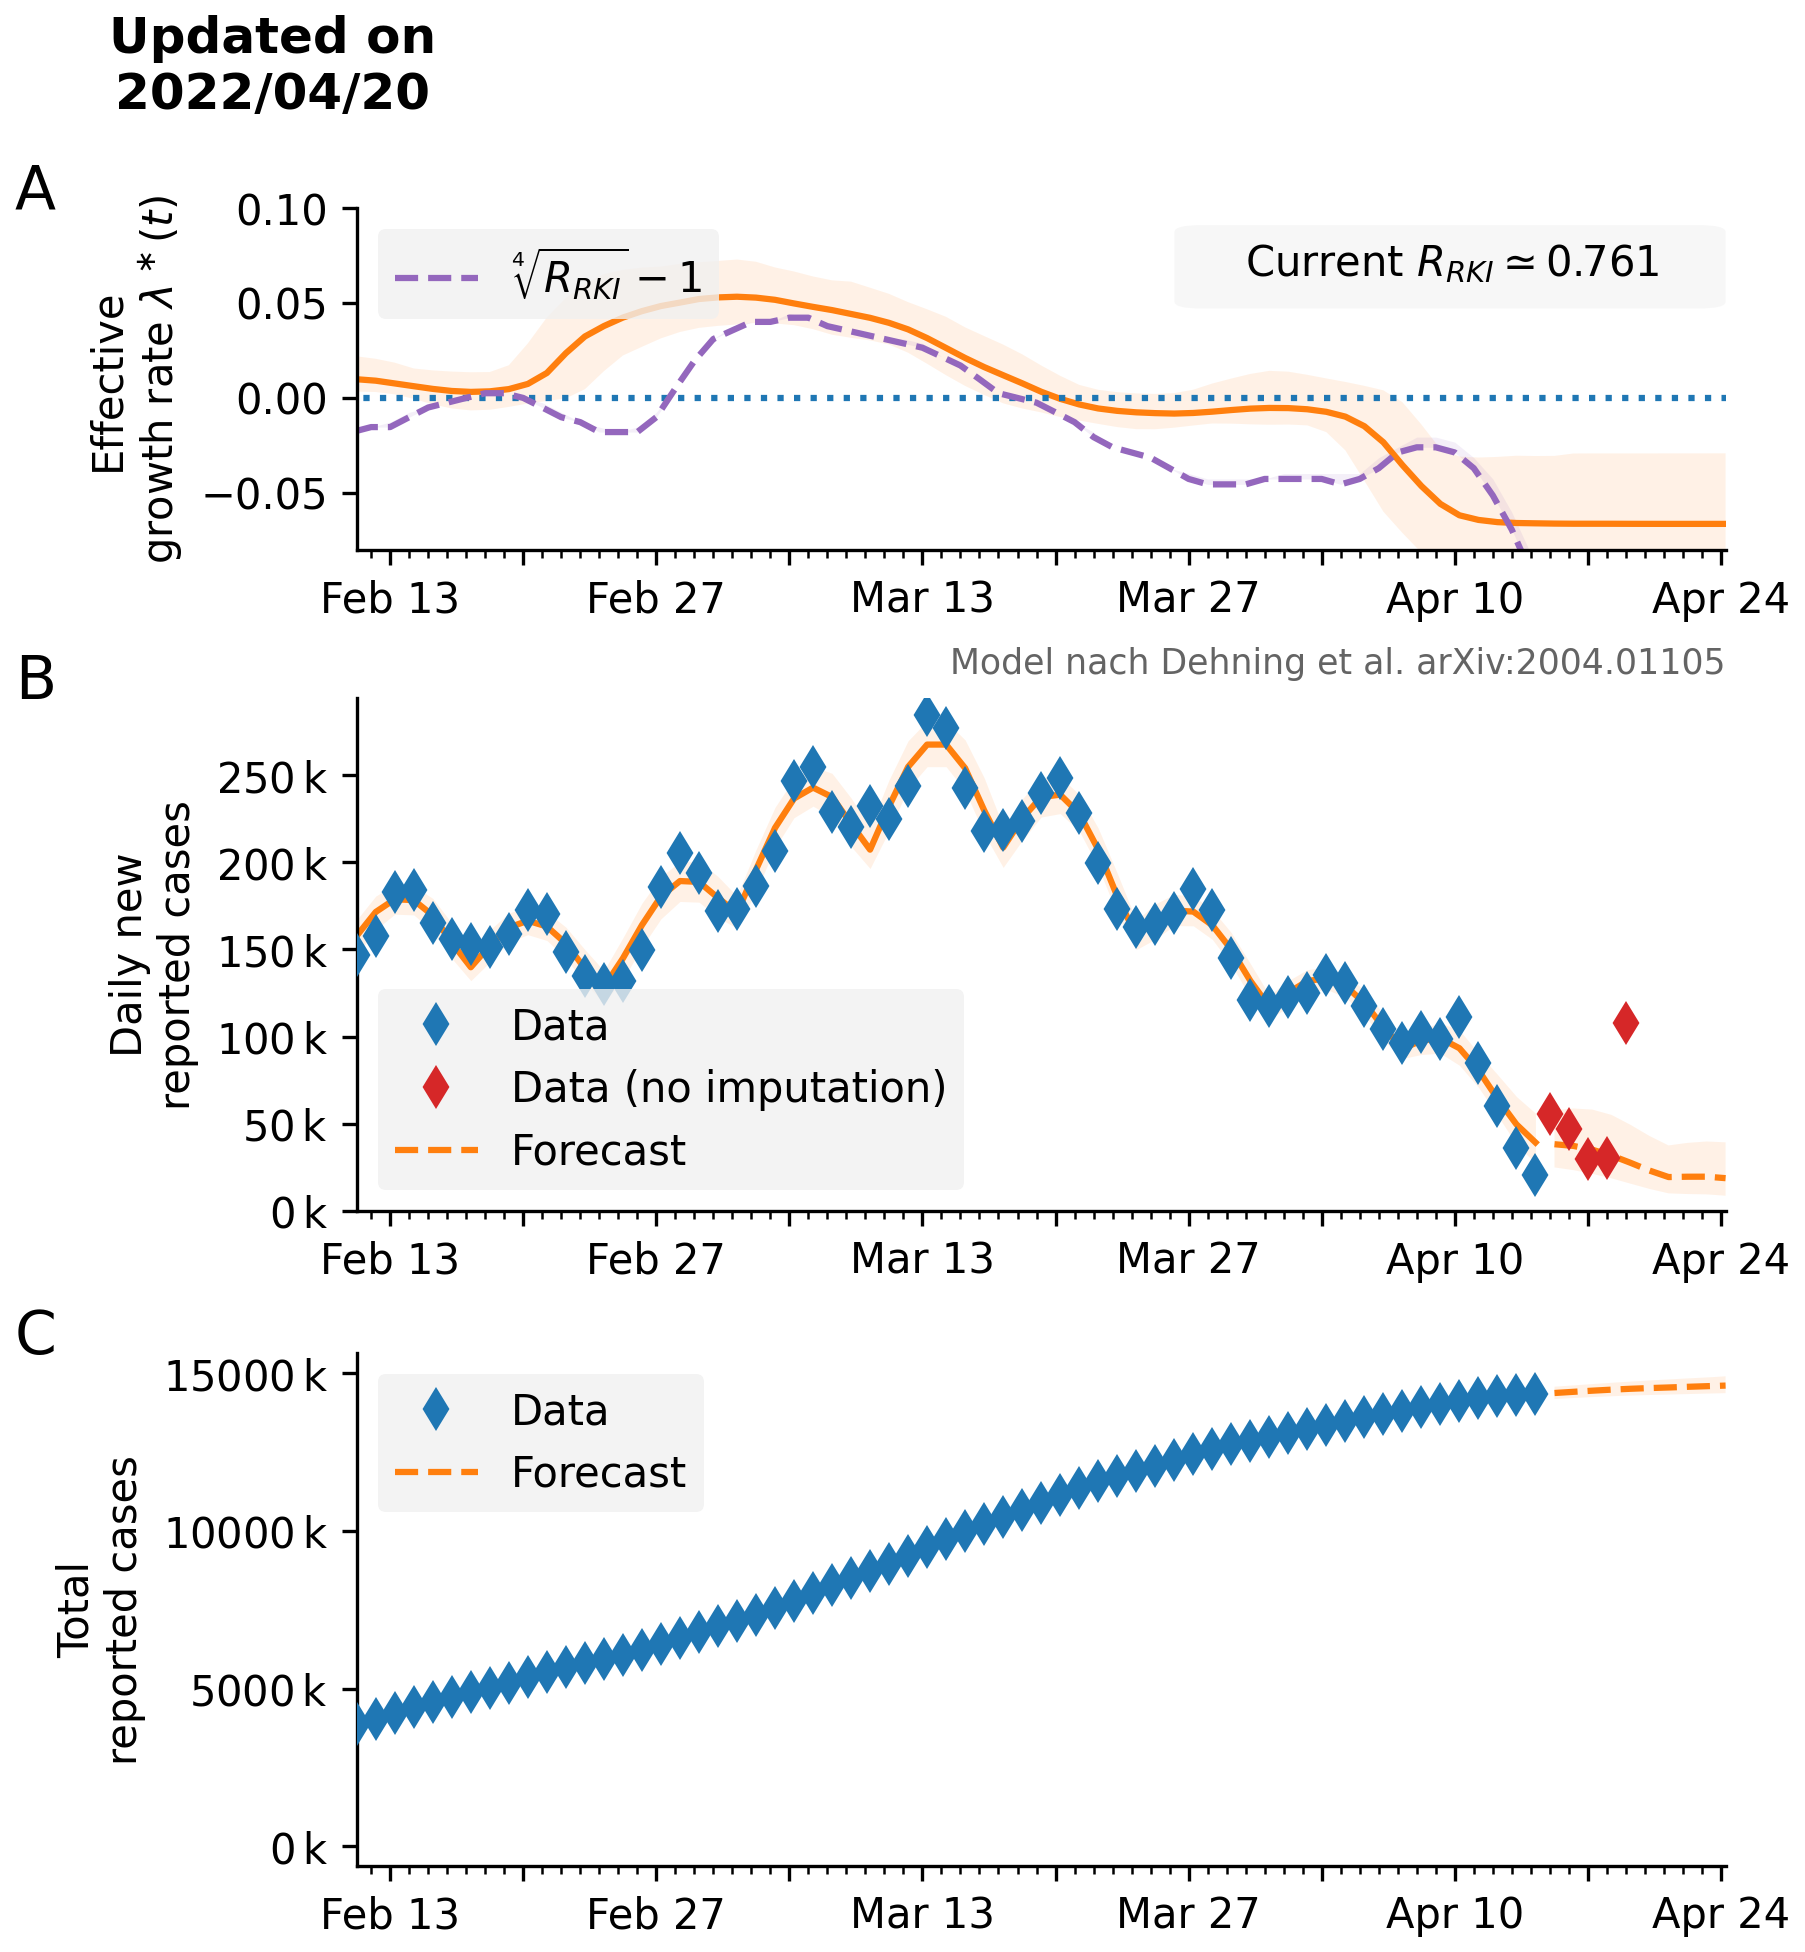 Updated on
2022/04/20
A
Effective
growth rate λ * (t)
0.10
0.05
0.00
−0.05
∜R_RKI − 1
Current R_RKI ≃ 0.761
Feb 13 Feb 27 Mar 13 Mar 27 Apr 10 Apr 24
Model nach Dehning et al. arXiv:2004.01105
B
Daily new
reported cases
250 k
200 k
150 k
100 k
50 k
0 k
Data
Data (no imputation)
Forecast
Feb 13 Feb 27 Mar 13 Mar 27 Apr 10 Apr 24
C
Total
reported cases
15000 k
10000 k
5000 k
0 k
Data
Forecast
Feb 13 Feb 27 Mar 13 Mar 27 Apr 10 Apr 24